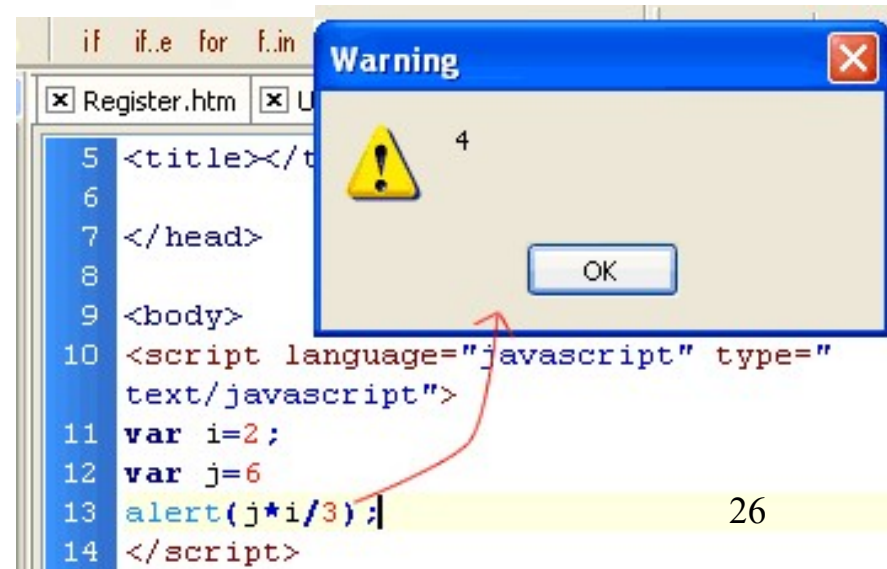 if if..e for f..in
Warning
Register.htm U
4
OK
5 <title></t
6
7 </head>
8
9 <body>
10 <script language="javascript" type="
text/javascript">
11 var i=2;
12 var j=6
13 alert(j*i/3);
14 </script>
26